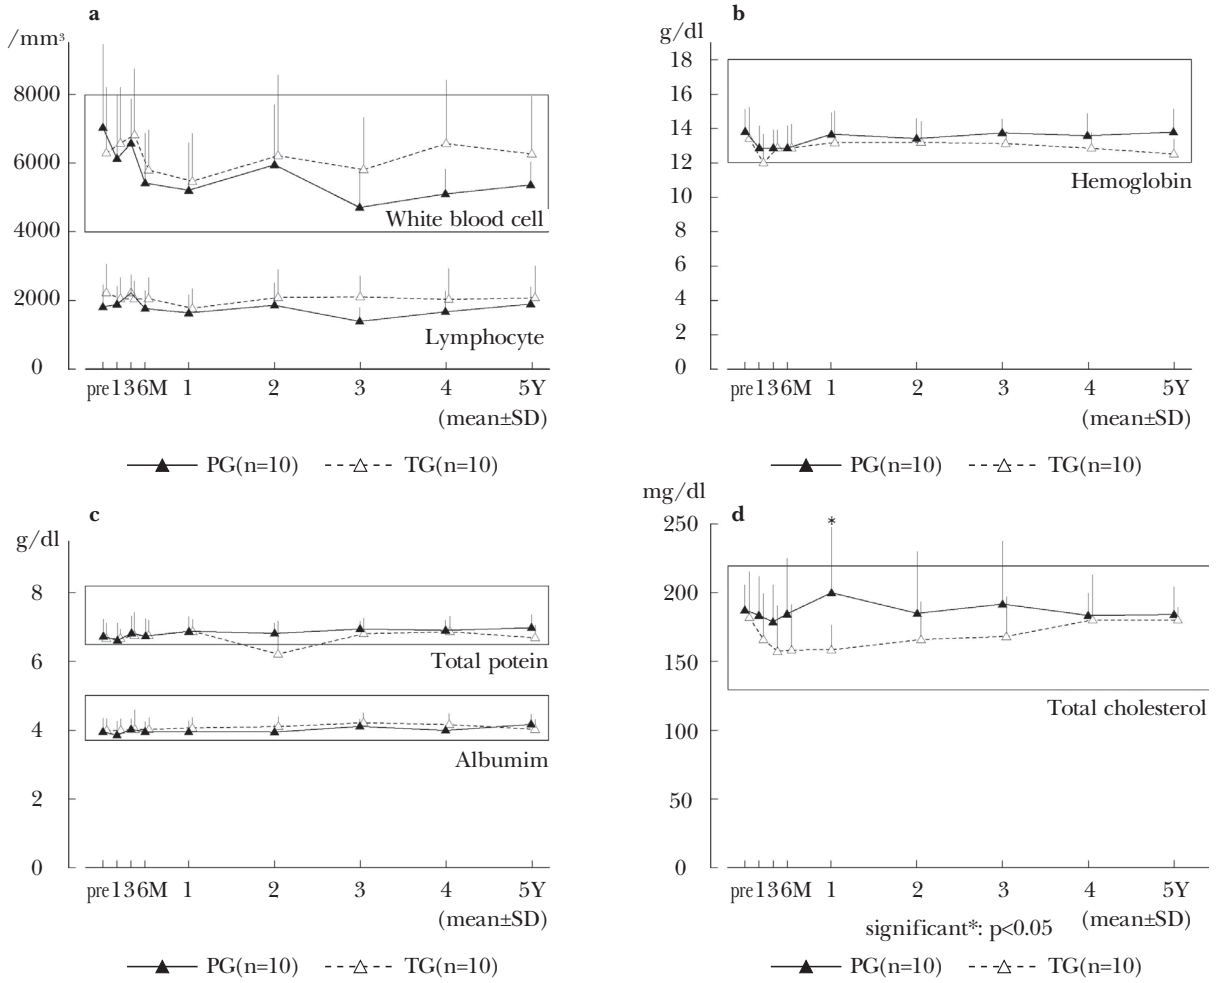 a
/mm³
8000
6000
4000
2000
0
White blood cell
Lymphocyte
pre 1 3 6M 1 2 3 4 5Y
(mean±SD)
PG(n=10) TG(n=10)
b
g/dl
18
16
14
12
10
8
6
4
2
0
Hemoglobin
pre 1 3 6M 1 2 3 4 5Y
(mean±SD)
PG(n=10) TG(n=10)
c
g/dl
8
6
4
2
0
Total potein
Albumim
pre 1 3 6M 1 2 3 4 5Y
(mean±SD)
PG(n=10) TG(n=10)
d
mg/dl
250
200
150
100
50
0
*
Total cholesterol
pre 1 3 6M 1 2 3 4 5Y
(mean±SD)
significant*: p<0.05
PG(n=10) TG(n=10)